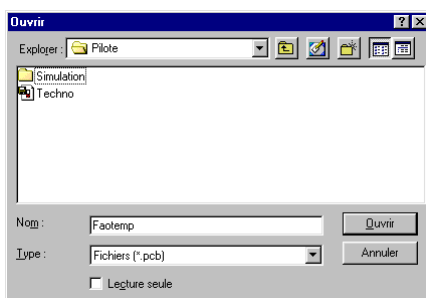 Ouvrir
Explorer : Pilote
Simulation
Techno
Nom : Faotemp Ouvrir
Type : Fichiers (*.pcb) Annuler
Lecture seule